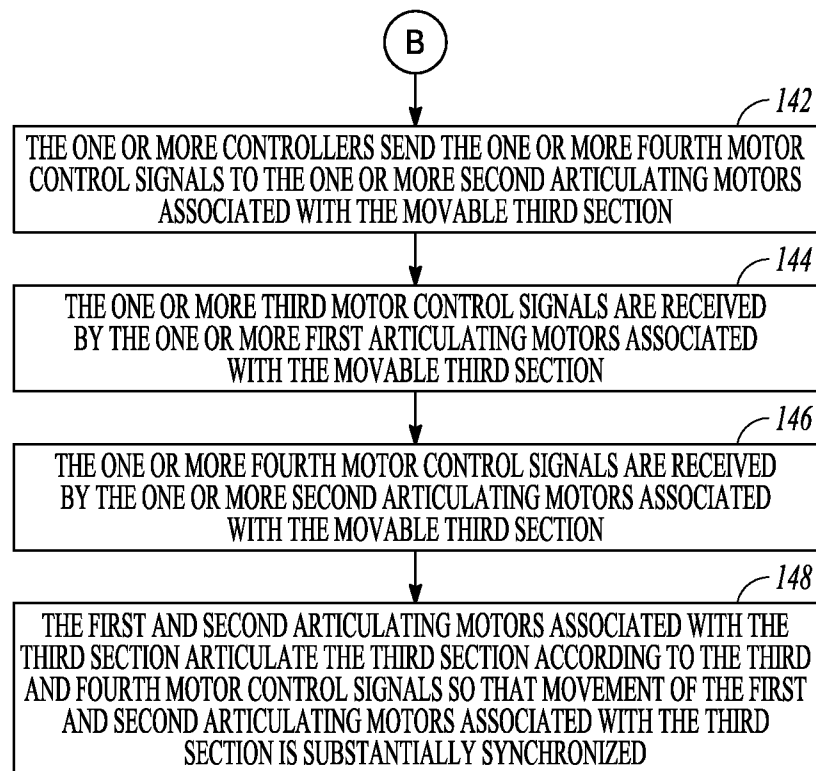 B
142
THE ONE OR MORE CONTROLLERS SEND THE ONE OR MORE FOURTH MOTOR
CONTROL SIGNALS TO THE ONE OR MORE SECOND ARTICULATING MOTORS
ASSOCIATED WITH THE MOVABLE THIRD SECTION
144
THE ONE OR MORE THIRD MOTOR CONTROL SIGNALS ARE RECEIVED
BY THE ONE OR MORE FIRST ARTICULATING MOTORS ASSOCIATED
WITH THE MOVABLE THIRD SECTION
146
THE ONE OR MORE FOURTH MOTOR CONTROL SIGNALS ARE RECEIVED
BY THE ONE OR MORE SECOND ARTICULATING MOTORS ASSOCIATED
WITH THE MOVABLE THIRD SECTION
148
THE FIRST AND SECOND ARTICULATING MOTORS ASSOCIATED WITH THE
THIRD SECTION ARTICULATE THE THIRD SECTION ACCORDING TO THE THIRD
AND FOURTH MOTOR CONTROL SIGNALS SO THAT MOVEMENT OF THE FIRST
AND SECOND ARTICULATING MOTORS ASSOCIATED WITH THE THIRD
SECTION IS SUBSTANTIALLY SYNCHRONIZED